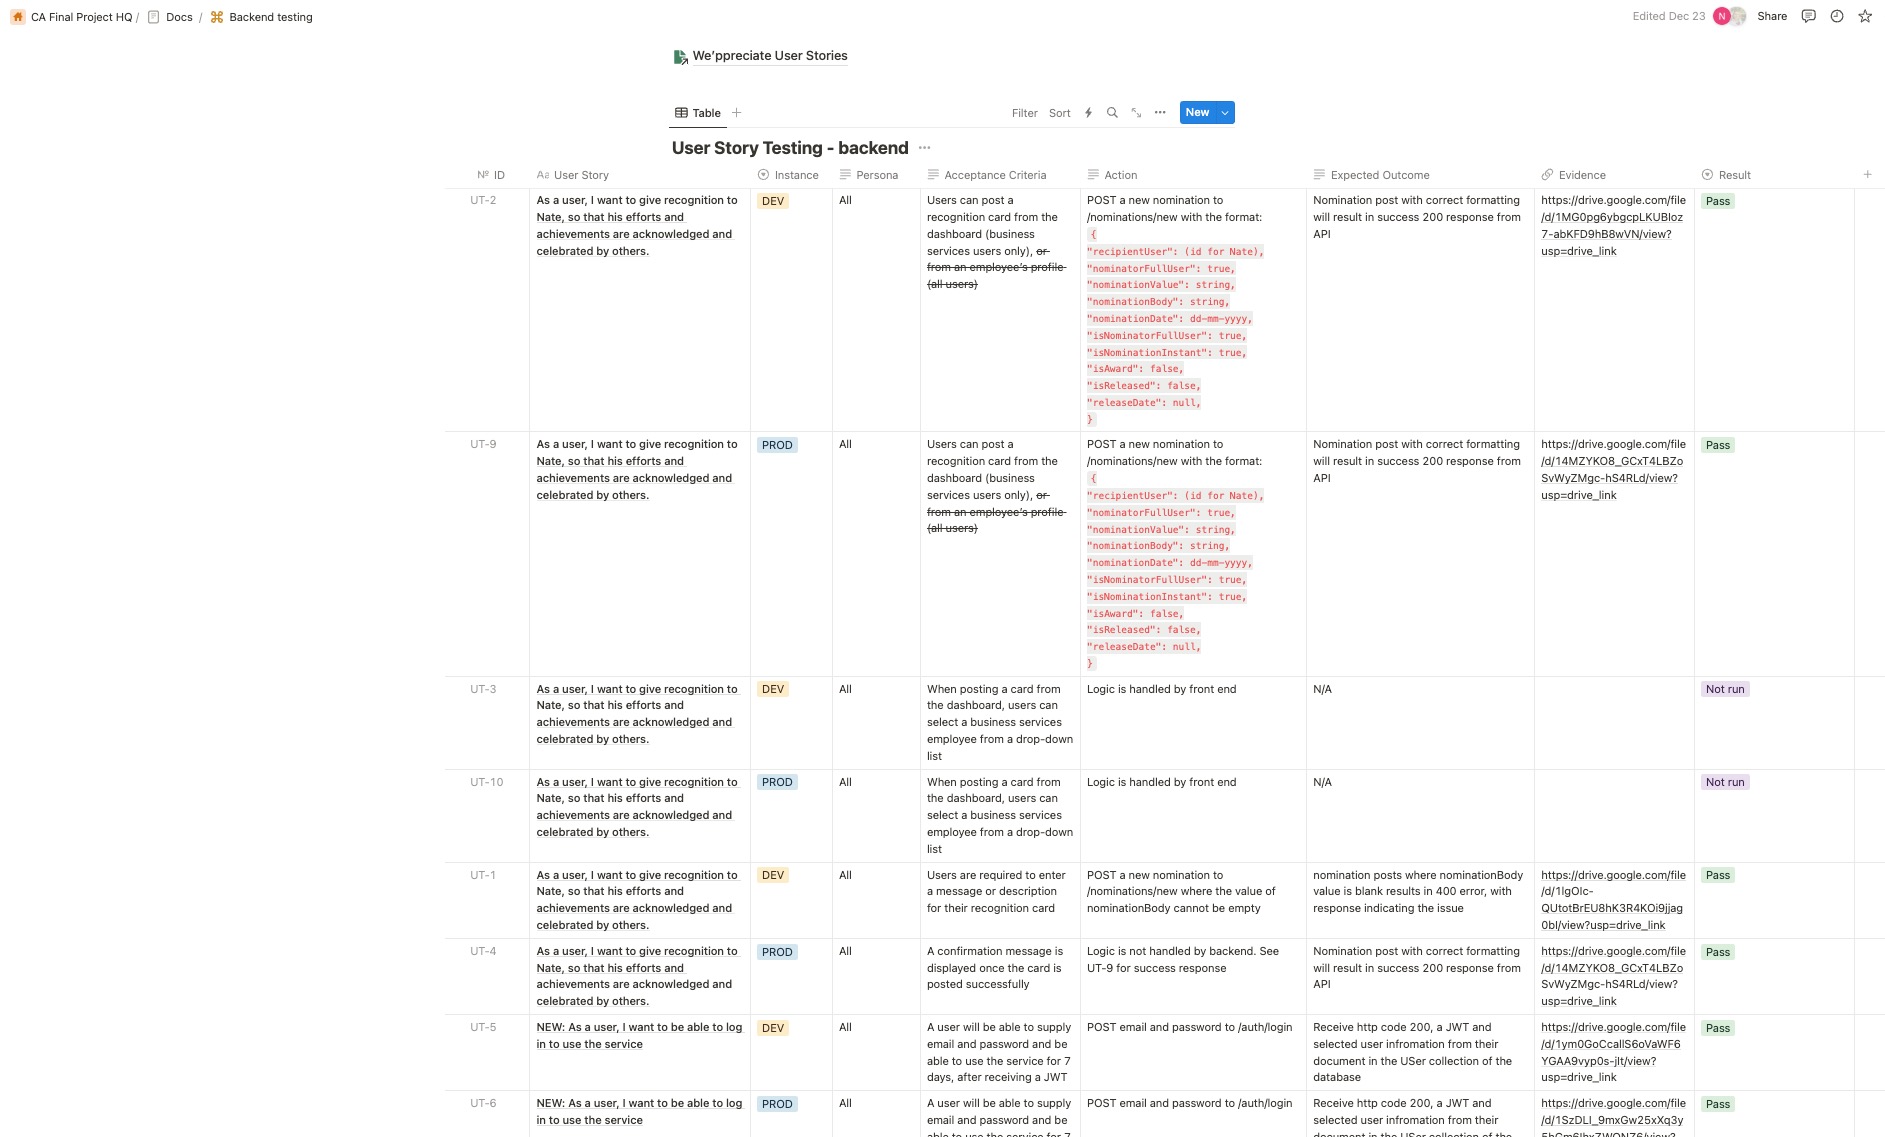 CA Final Project HQ / Docs / Backend testing
Edited Dec 23 N Share
We'ppreciate User Stories
Table
Filter Sort New
User Story Testing - backend
Nº ID Aa User Story Instance Persona Acceptance Criteria Action Expected Outcome Evidence Result
UT-2
As a user, I want to give recognition to
Nate, so that his efforts and
achievements are acknowledged and
celebrated by others.
DEV
All
Users can post a
recognition card from the
dashboard (business
services users only), or
from an employee's profile
(all users)
POST a new nomination to
/nominations/new with the format:
{
"recipientUser": (id for Nate),
"nominatorFullUser": true,
"nominationValue": string,
"nominationBody": string,
"nominationDate": dd-mm-yyyy,
"isNominatorFullUser": true,
"isNominationInstant": true,
"isAward": false,
"isReleased": false,
"releaseDate": null,
}
Nomination post with correct formatting
will result in success 200 response from
API
https://drive.google.com/file
/d/1MG0pg6ybgcpLKUBIoz
7-abKFD9hB8wVN/view?
usp=drive_link
Pass
UT-9
As a user, I want to give recognition to
Nate, so that his efforts and
achievements are acknowledged and
celebrated by others.
PROD
All
Users can post a
recognition card from the
dashboard (business
services users only), or
from an employee's profile
(all users)
POST a new nomination to
/nominations/new with the format:
{
"recipientUser": (id for Nate),
"nominatorFullUser": true,
"nominationValue": string,
"nominationBody": string,
"nominationDate": dd-mm-yyyy,
"isNominatorFullUser": true,
"isNominationInstant": true,
"isAward": false,
"isReleased": false,
"releaseDate": null,
}
Nomination post with correct formatting
will result in success 200 response from
API
https://drive.google.com/file
/d/14MZYKO8_GCxT4LBZo
SvWyZMgc-hS4RLd/view?
usp=drive_link
Pass
UT-3
As a user, I want to give recognition to
Nate, so that his efforts and
achievements are acknowledged and
celebrated by others.
DEV
All
When posting a card from
the dashboard, users can
select a business services
employee from a drop-down
list
Logic is handled by front end
N/A
Not run
UT-10
As a user, I want to give recognition to
Nate, so that his efforts and
achievements are acknowledged and
celebrated by others.
PROD
All
When posting a card from
the dashboard, users can
select a business services
employee from a drop-down
list
Logic is handled by front end
N/A
Not run
UT-1
As a user, I want to give recognition to
Nate, so that his efforts and
achievements are acknowledged and
celebrated by others.
DEV
All
Users are required to enter
a message or description
for their recognition card
POST a new nomination to
/nominations/new where the value of
nominationBody cannot be empty
nomination posts where nominationBody
value is blank results in 400 error, with
response indicating the issue
https://drive.google.com/file
/d/1IgOlc-
QUtotBrEU8hK3R4KOi9jjag
0bl/view?usp=drive_link
Pass
UT-4
As a user, I want to give recognition to
Nate, so that his efforts and
achievements are acknowledged and
celebrated by others.
PROD
All
A confirmation message is
displayed once the card is
posted successfully
Logic is not handled by backend. See
UT-9 for success response
Nomination post with correct formatting
will result in success 200 response from
API
https://drive.google.com/file
/d/14MZYKO8_GCxT4LBZo
SvWyZMgc-hS4RLd/view?
usp=drive_link
Pass
UT-5
NEW: As a user, I want to be able to log
in to use the service
DEV
All
A user will be able to supply
email and password and be
able to use the service for 7
days, after receiving a JWT
POST email and password to /auth/login
Receive http code 200, a JWT and
selected user infromation from their
document in the USer collection of the
database
https://drive.google.com/file
/d/1ym0GoCcallS6oVaWF6
YGAA9vyp0s-jlt/view?
usp=drive_link
Pass
UT-6
NEW: As a user, I want to be able to log
in to use the service
PROD
All
A user will be able to supply
email and password and be
able to use the service for 7
POST email and password to /auth/login
Receive http code 200, a JWT and
selected user infromation from their
document in the USer collection of the
https://drive.google.com/file
/d/1SzDLI_9mxGw25xXq3y
Pass